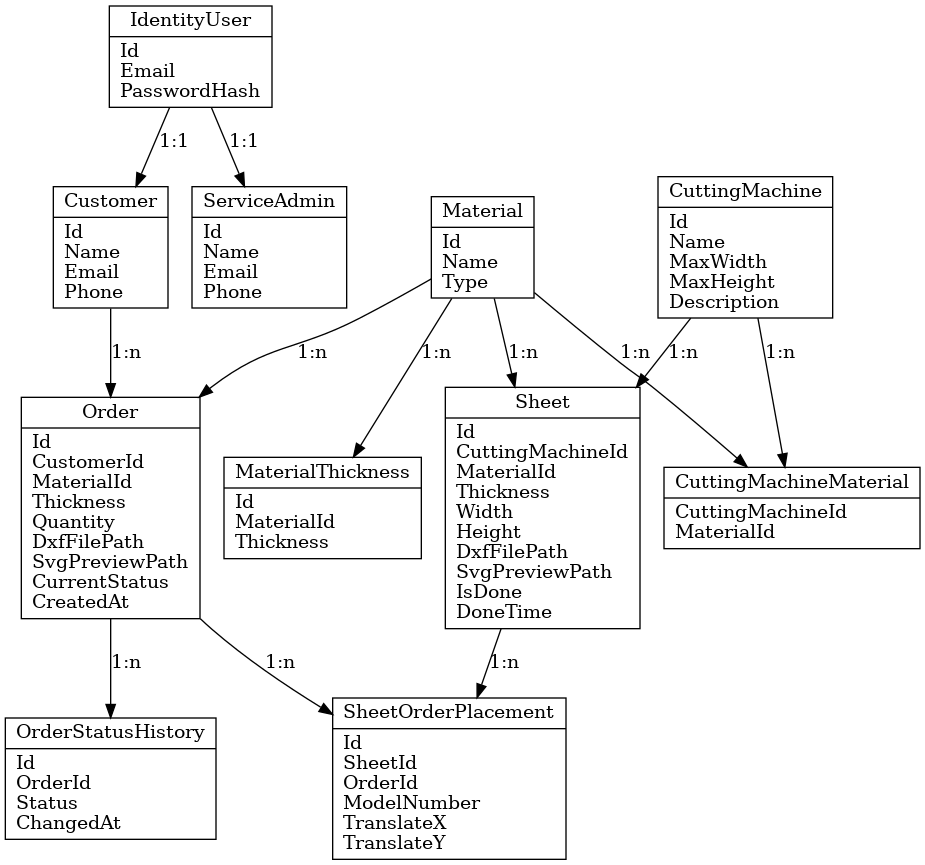 IdentityUser
Id
Email
PasswordHash
1:1
1:1
Customer
Id
Name
Email
Phone
ServiceAdmin
Id
Name
Email
Phone
Material
Id
Name
Type
CuttingMachine
Id
Name
MaxWidth
MaxHeight
Description
1:n
1:n
1:n
1:n
1:n
1:n
1:n
Order
Id
CustomerId
MaterialId
Thickness
Quantity
DxfFilePath
SvgPreviewPath
CurrentStatus
CreatedAt
MaterialThickness
Id
MaterialId
Thickness
Sheet
Id
CuttingMachineId
MaterialId
Thickness
Width
Height
DxfFilePath
SvgPreviewPath
IsDone
DoneTime
CuttingMachineMaterial
CuttingMachineId
MaterialId
1:n
1:n
1:n
OrderStatusHistory
Id
OrderId
Status
ChangedAt
SheetOrderPlacement
Id
SheetId
OrderId
ModelNumber
TranslateX
TranslateY